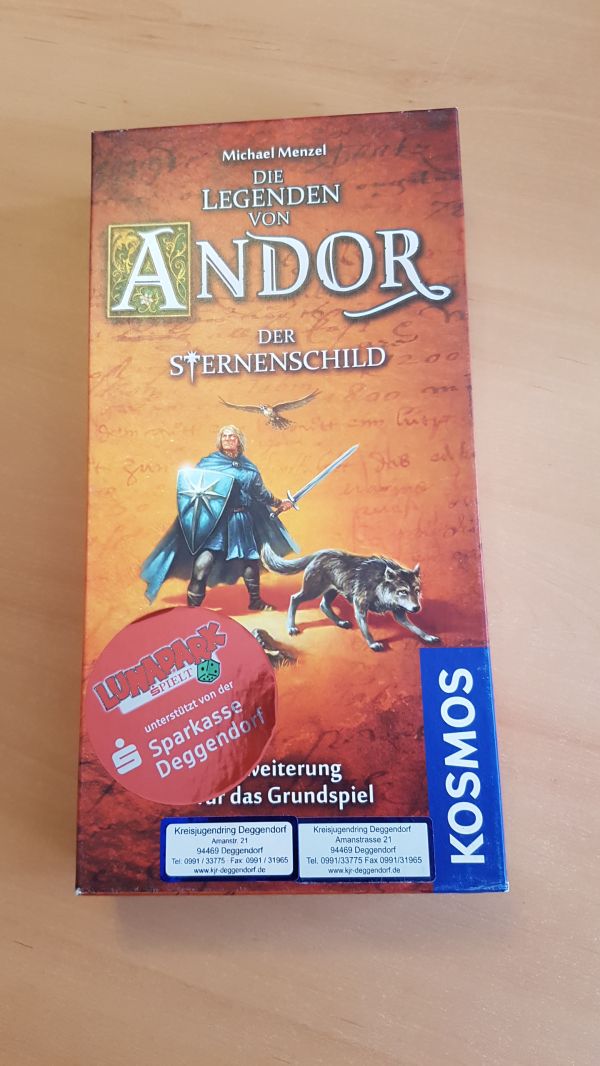 Michael Menzel
DIE
LEGENDEN
VON
ANDOR
DER
STERNENSCHILD
LUNAPARK
SPIELT
unterstützt von der
Sparkasse
Deggendorf
weiterung
ür das Grundspiel
KOSMOS
Kreisjugendring Deggendorf
Amanstr. 21
94469 Deggendorf
Tel. 0991 / 33775 Fax 0991 / 31965
www.kjr-deggendorf.de
Kreisjugendring Deggendorf
Amanstrasse 21
94469 Deggendorf
Tel. 0991/33775 Fax 0991/31965
www.kjr-deggendorf.de